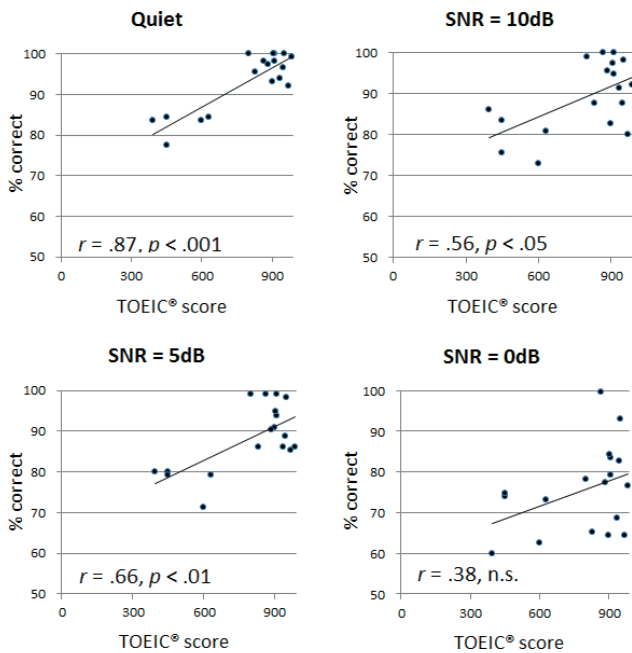 Quiet
100
90
80
70
60
50
% correct
r = .87, p < .001
0 300 600 900
TOEIC® score
SNR = 10dB
100
90
80
70
60
50
% correct
r = .56, p < .05
0 300 600 900
TOEIC® score
SNR = 5dB
100
90
80
70
60
50
% correct
r = .66, p < .01
0 300 600 900
TOEIC® score
SNR = 0dB
100
90
80
70
60
50
% correct
r = .38, n.s.
0 300 600 900
TOEIC® score